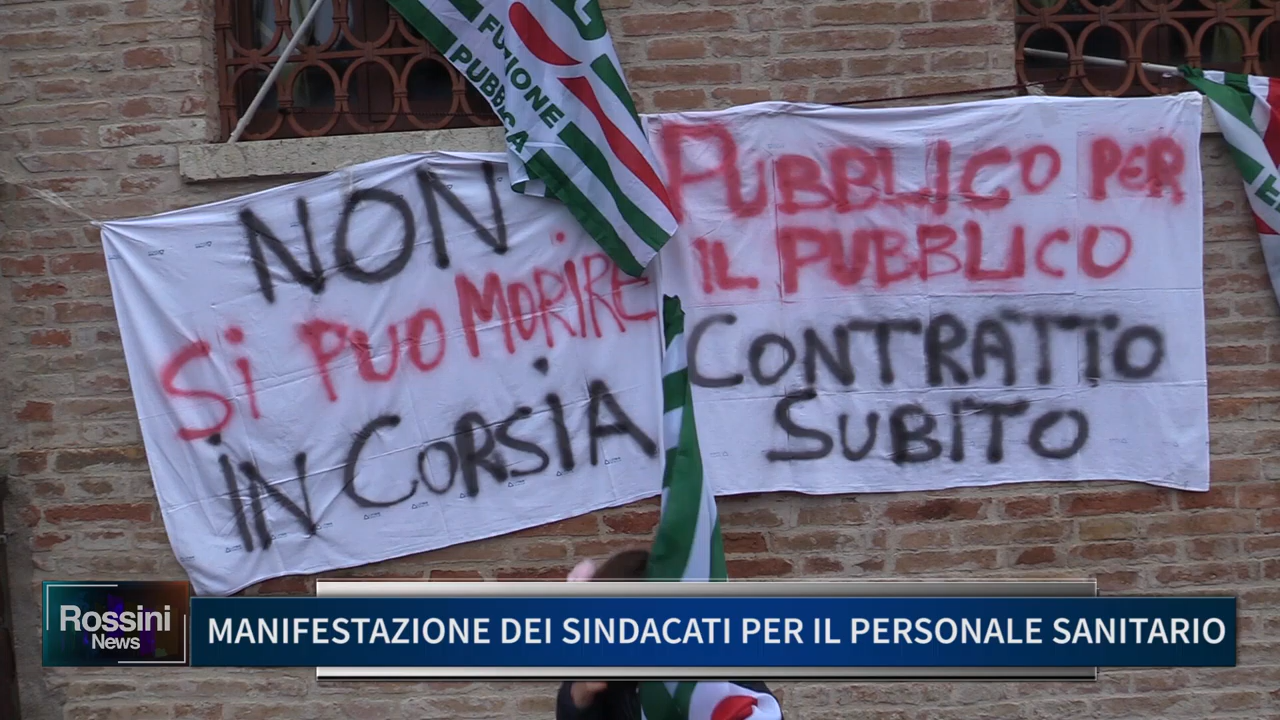 FUNZIONE
PUBBLICA
NON
Si PUO MORiRE
iN CORSiA
PUBBLICO PER
IL PUBBLICO
CONTRATTO
SUBITO
Rossini
News
MANIFESTAZIONE DEI SINDACATI PER IL PERSONALE SANITARIO